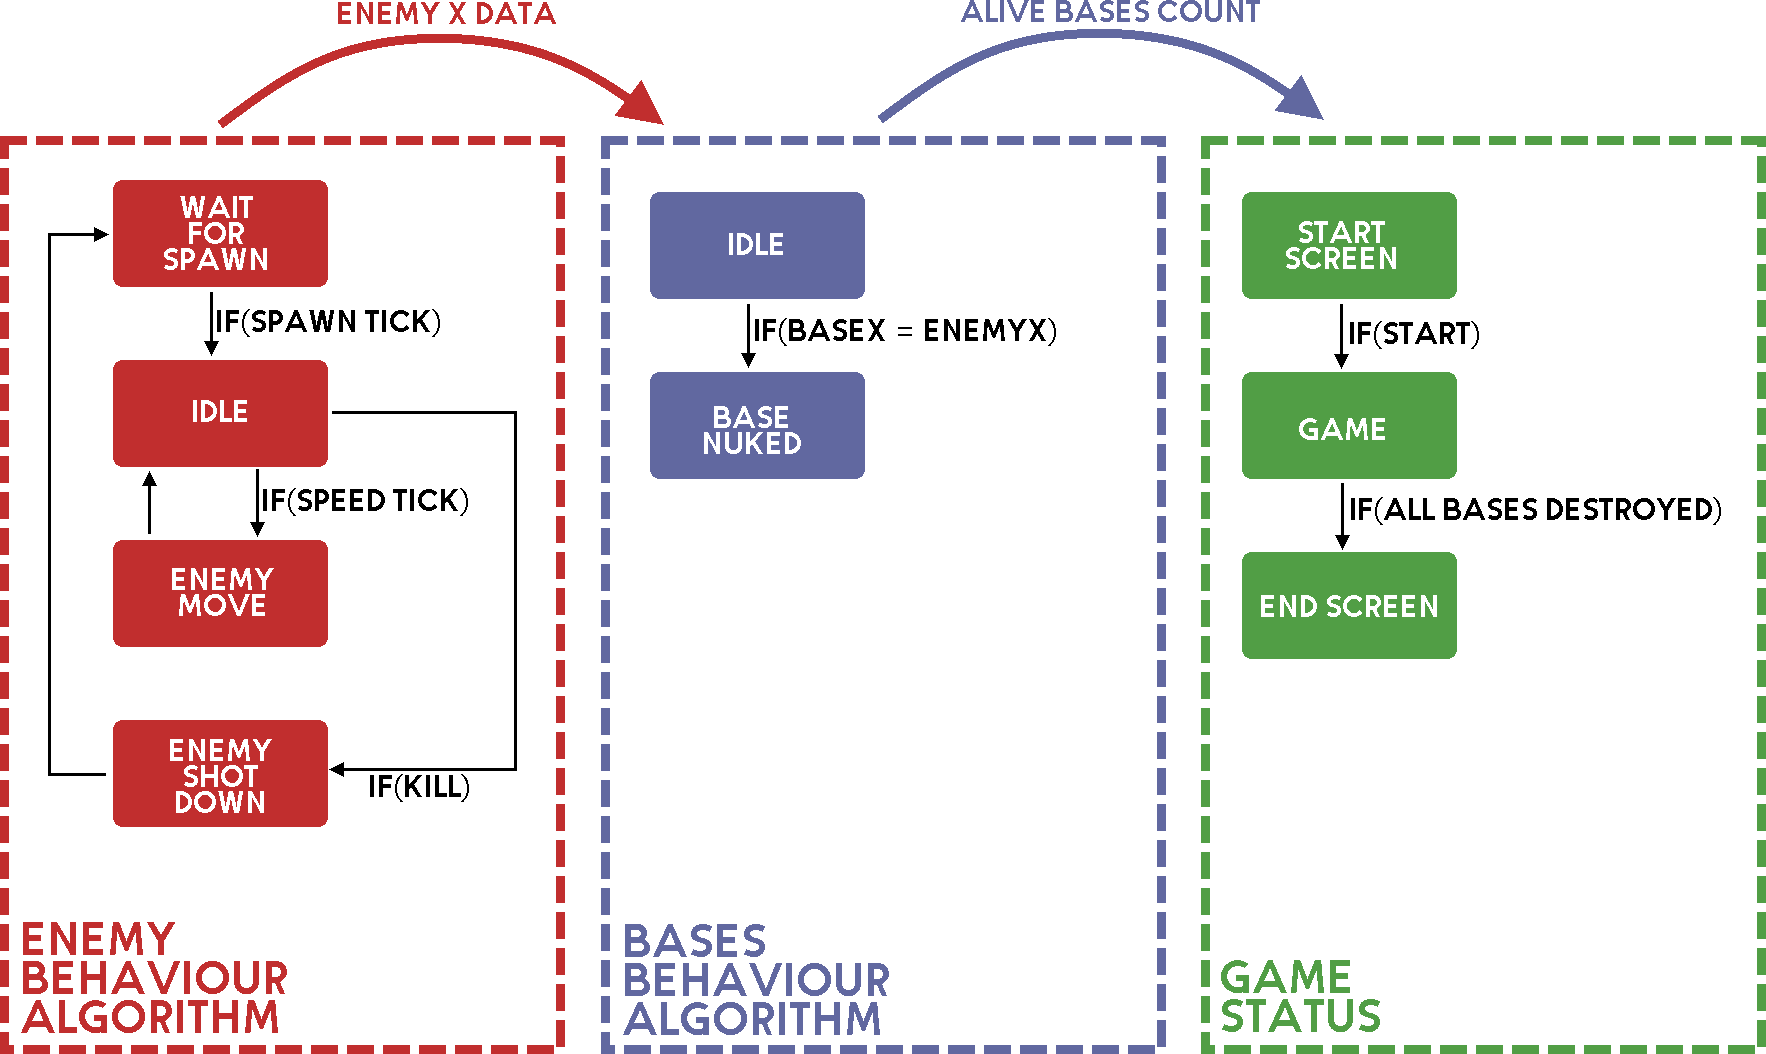 ENEMY X DATA
ALIVE BASES COUNT
WAIT
FOR
SPAWN
IF(SPAWN TICK)
IDLE
IF(SPEED TICK)
ENEMY
MOVE
ENEMY
SHOT
DOWN
IF(KILL)
ENEMY
BEHAVIOUR
ALGORITHM
IDLE
IF(BASEX = ENEMYX)
BASE
NUKED
BASES
BEHAVIOUR
ALGORITHM
START
SCREEN
IF(START)
GAME
IF(ALL BASES DESTROYED)
END SCREEN
GAME
STATUS